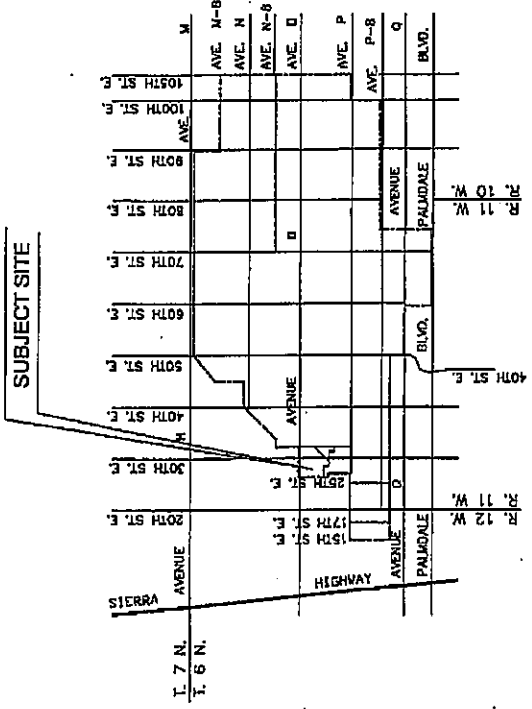 SUBJECT SITE
M
AVE. M-8
AVE. N
AVE. N-8
AVE. O
AVE. P
AVE. P-8
Q
BLVD.
105TH ST. E.
100TH ST. E.
AVE.
90TH ST. E.
80TH ST. E.
70TH ST. E.
60TH ST. E.
50TH ST. E.
40TH ST. E.
M
30TH ST. E.
20TH ST. E.
AVENUE
SIERRA
HIGHWAY
AVENUE
O
25TH ST. E.
17TH ST. E.
15TH ST. E.
AVENUE
PALMDALE
Q
BLVD.
AVENUE
PALMDALE
40TH ST. E.
R. 10 W.
R. 11 W.
R. 11 W.
R. 12 W.
T. 7 N.
T. 6 N.